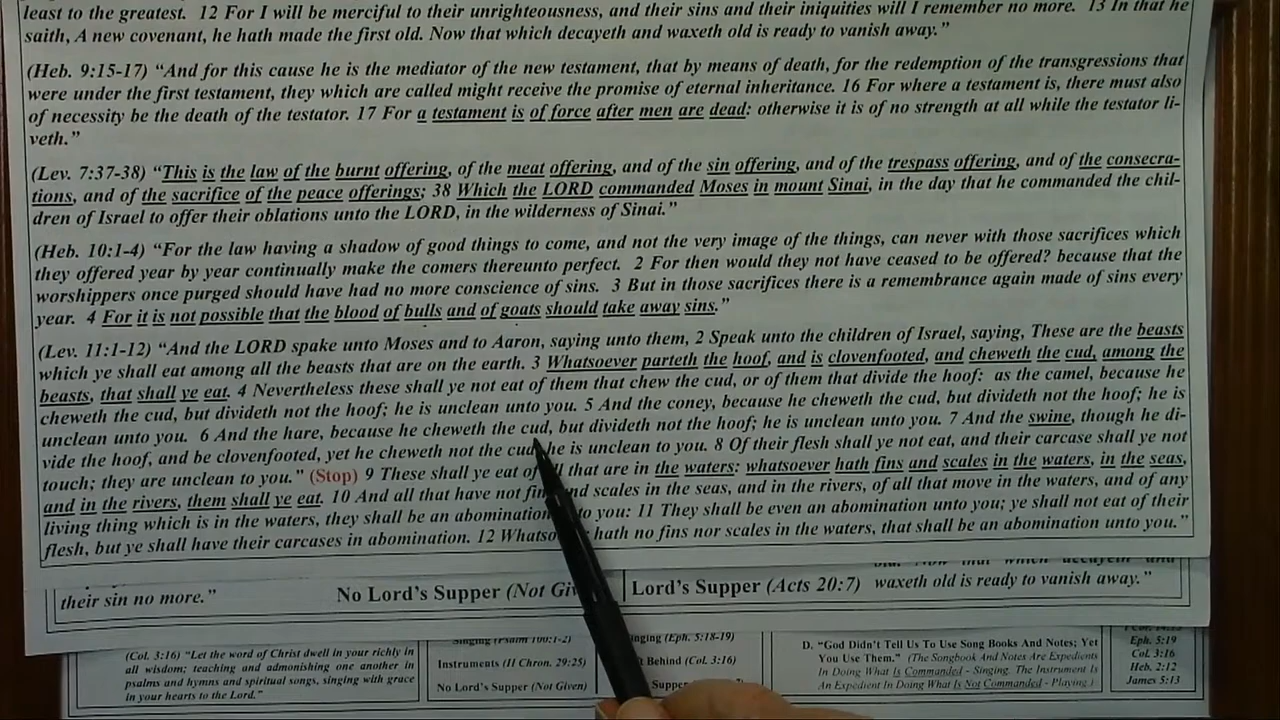 least to the greatest. 12 For I will be merciful to their unrighteousness, and their sins and their iniquities will I remember no more. 13 In that he
saith, A new covenant, he hath made the first old. Now that which decayeth and waxeth old is ready to vanish away.”
(Heb. 9:15-17) “And for this cause he is the mediator of the new testament, that by means of death, for the redemption of the transgressions that
were under the first testament, they which are called might receive the promise of eternal inheritance. 16 For where a testament is, there must also
of necessity be the death of the testator. 17 For a testament is of force after men are dead: otherwise it is of no strength at all while the testator li-
veth.”
(Lev. 7:37-38) “This is the law of the burnt offering, of the meat offering, and of the sin offering, and of the trespass offering, and of the consecra-
tions, and of the sacrifice of the peace offerings; 38 Which the LORD commanded Moses in mount Sinai, in the day that he commanded the chil-
dren of Israel to offer their oblations unto the LORD, in the wilderness of Sinai.”
(Heb. 10:1-4) “For the law having a shadow of good things to come, and not the very image of the things, can never with those sacrifices which
they offered year by year continually make the comers thereunto perfect. 2 For then would they not have ceased to be offered? because that the
worshippers once purged should have had no more conscience of sins. 3 But in those sacrifices there is a remembrance again made of sins every
year. 4 For it is not possible that the blood of bulls and of goats should take away sins.”
(Lev. 11:1-12) “And the LORD spake unto Moses and to Aaron, saying unto them, 2 Speak unto the children of Israel, saying, These are the beasts
which ye shall eat among all the beasts that are on the earth. 3 Whatsoever parteth the hoof, and is clovenfooted, and cheweth the cud, among the
beasts, that shall ye eat. 4 Nevertheless these shall ye not eat of them that chew the cud, or of them that divide the hoof: as the camel, because he
cheweth the cud, but divideth not the hoof; he is unclean unto you. 5 And the coney, because he cheweth the cud, but divideth not the hoof; he is
unclean unto you. 6 And the hare, because he cheweth the cud, but divideth not the hoof; he is unclean unto you. 7 And the swine, though he di-
vide the hoof, and be clovenfooted, yet he cheweth not the cud he is unclean to you. 8 Of their flesh shall ye not eat, and their carcase shall ye not
touch; they are unclean to you.” (Stop) 9 These shall ye eat of that are in the waters: whatsoever hath fins and scales in the waters, in the seas,
and in the rivers, them shall ye eat. 10 And all that have not and scales in the seas, and in the rivers, of all that move in the waters, and of any
living thing which is in the waters, they shall be an abomination to you: 11 They shall be even an abomination unto you; ye shall not eat of their
flesh, but ye shall have their carcases in abomination. 12 hath no fins nor scales in the waters, that shall be an abomination unto you.”
their sin no more.” No Lord’s Supper (Not Lord’s Supper (Acts 20:7) waxeth old is ready to vanish away.”
(Col. 3:16) “Let the word of Christ dwell in your richly in
all wisdom; teaching and admonishing one another in
psalms and hymns and spiritual songs, singing with grace
in your hearts to the Lord.”
Singing (Psalm 100:1-2)
Instruments (II Chron. 29:25)
No Lord’s Supper (Not Given)
(Eph. 5:18-19)
Behind (Col. 3:16)
Supper
D. “God Didn’t Tell Us To Use Song Books And Notes; Yet
You Use Them.” (The Songbook And Notes Are Expedients
In Doing What Is Commanded - Singing. The Instrument Is
An Expedient In Doing What Is Not Commanded - Playing.)
Eph. 5:19
Col. 3:16
Heb. 2:12
James 5:13